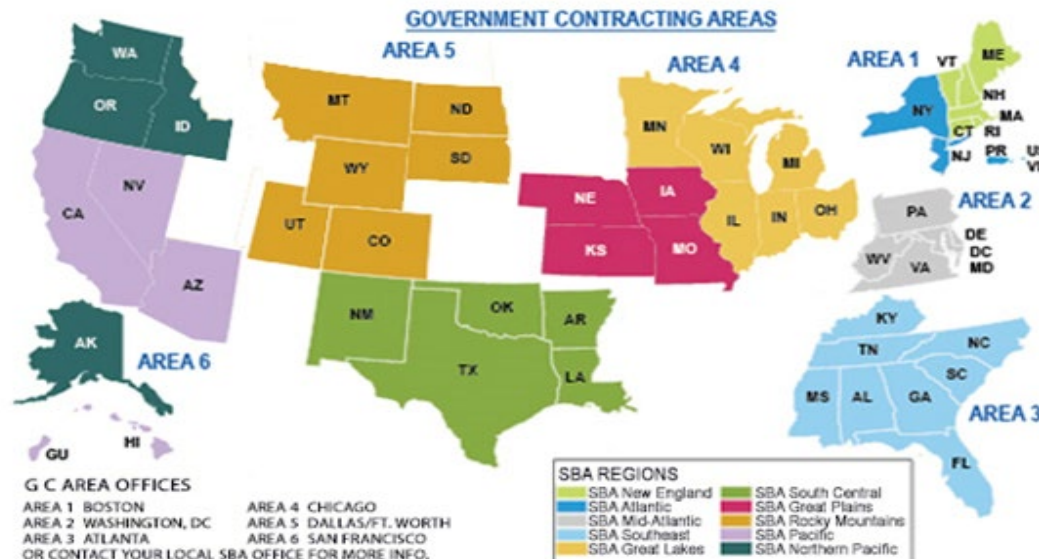 GOVERNMENT CONTRACTING AREAS
AREA 5
AREA 4
AREA 1
WA
OR
ID
MT
ND
WY
SD
UT
CO
MN
WI
MI
IL
IN
OH
VT
ME
NH
NY
MA
CT
RI
NJ
PR
NV
CA
AZ
NE
IA
KS
MO
AREA 2
PA
DE
DC
MD
WV
VA
AK
AREA 6
HI
GU
NM
OK
AR
TX
LA
KY
TN
NC
SC
MS
AL
GA
AREA 3
FL
G C AREA OFFICES
AREA 1 BOSTON
AREA 2 WASHINGTON, DC
AREA 3 ATLANTA
AREA 4 CHICAGO
AREA 5 DALLAS/FT. WORTH
AREA 6 SAN FRANCISCO
OR CONTACT YOUR LOCAL SBA OFFICE FOR MORE INFO.
SBA REGIONS
SBA New England
SBA Atlantic
SBA Mid-Atlantic
SBA Southeast
SBA Great Lakes
SBA South Central
SBA Great Plains
SBA Rocky Mountains
SBA Pacific
SBA Northern Pacific